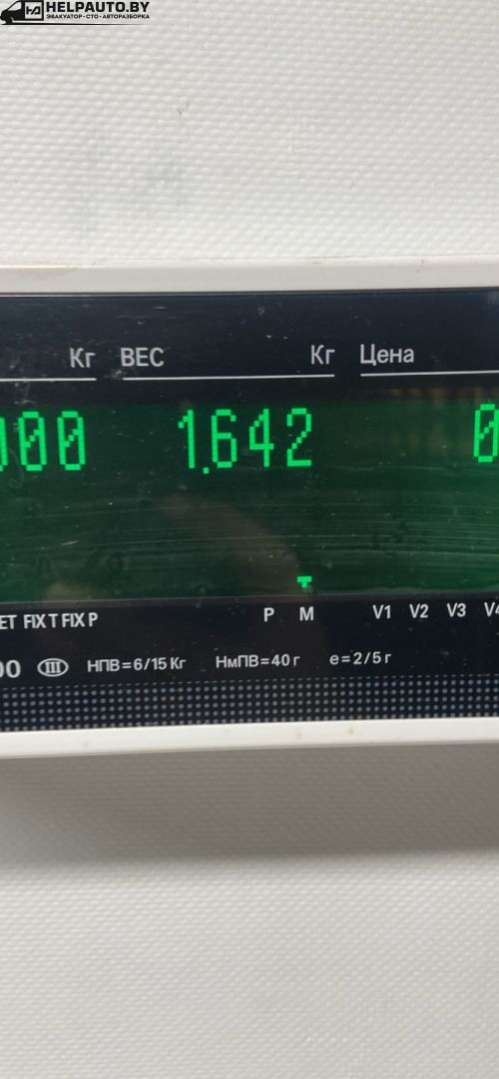 HELPAUTO.BY
ЭВАКУАТОР·СТО·АВТОРАЗБОРКА
Кг ВЕС Кг Цена
000 1.642 0
ET FIX T FIX P P M V1 V2 V3 V4
00 III НПВ=6/15 Кг НмПВ=40 г e=2/5 г